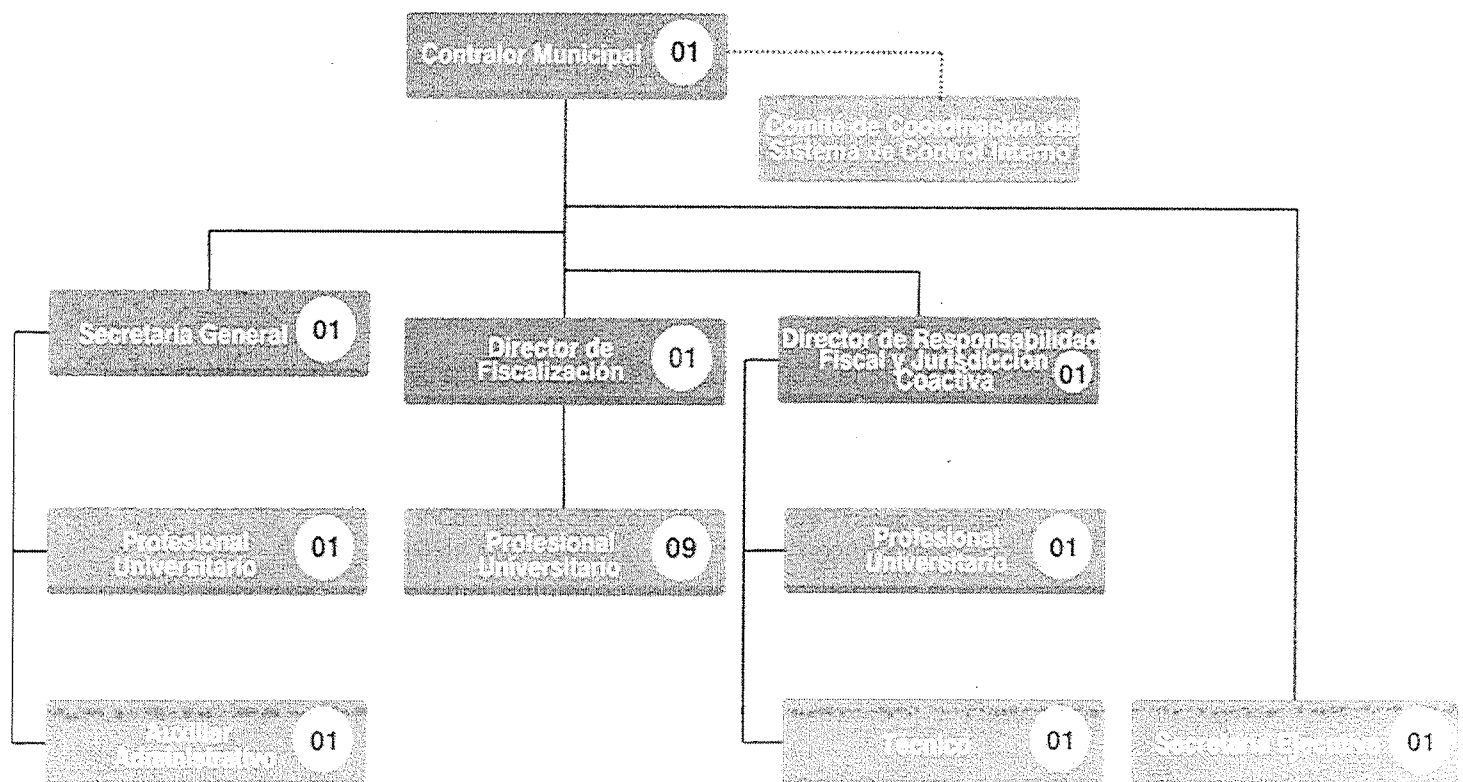 Contralor Municipal 01
Comité de Coordinación del
Sistema de Control Interno
Secretaria General 01
Director de
Fiscalización
01
Director de Responsabilidad
Fiscal y Jurisdicción
Coactiva 01
Profesional
Universitario
01
Profesional
Universitario
09
Profesional
Universitario
01
Auxiliar
Administrativo
01
Tecnico 01
Secretaria Ejecutiva 01